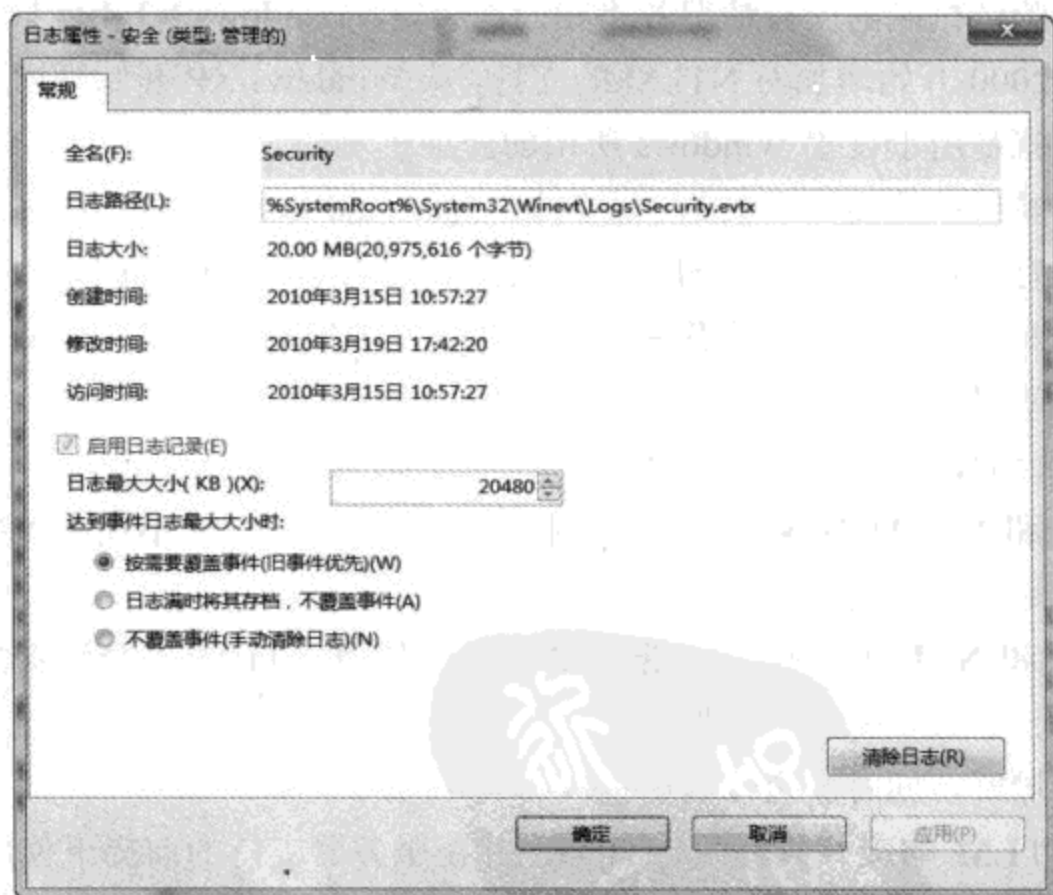 日志属性 - 安全 (类型: 管理的)
常规
全名(F): Security
日志路径(L): %SystemRoot%\System32\Winevt\Logs\Security.evtx
日志大小: 20.00 MB(20,975,616 个字节)
创建时间: 2010年3月15日 10:57:27
修改时间: 2010年3月19日 17:42:20
访问时间: 2010年3月15日 10:57:27
启用日志记录(E)
日志最大大小( KB )(X): 20480
达到事件日志最大大小时:
按需要覆盖事件(旧事件优先)(W)
日志满时将其存档，不覆盖事件(A)
不覆盖事件(手动清除日志)(N)
清除日志(R)
确定 取消 应用(P)